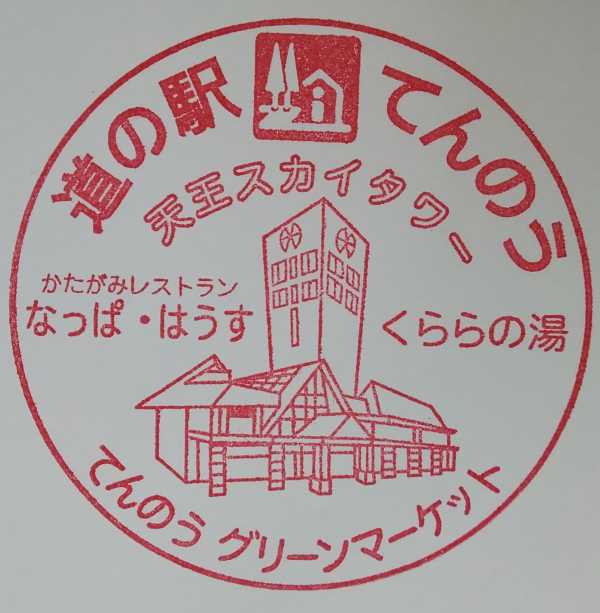 道の駅 てんのう
天王スカイタワー
かたがみレストラン
なっぱ・はうす
くららの湯
てんのう グリーンマーケット